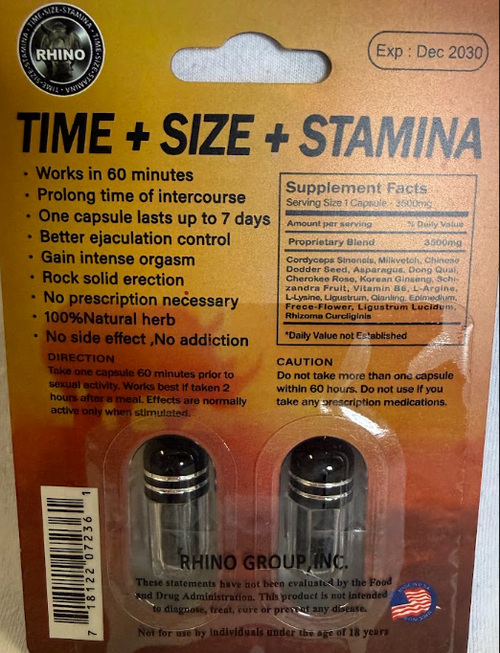 TIME-SIZE-STAMINA
RHINO
Exp : Dec 2030
TIME + SIZE + STAMINA
· Works in 60 minutes
· Prolong time of intercourse
· One capsule lasts up to 7 days
· Better ejaculation control
· Gain intense orgasm
· Rock solid erection
· No prescription necessary
· 100%Natural herb
· No side effect ,No addiction
Supplement Facts
Serving Size 1 Capsule - 3500mg
Amount per serving % Daily Value
Proprietary Blend 3500mg
Cordyceps Sinensis, Milkvetch, Chinese
Dodder Seed, Asparagus, Dong Quai,
Cherokee Rose, Korean Ginseng, Schi-
zandra Fruit, Vitamin B6, L-Argine,
L-Lysine, Ligustrum, Qianling, Epimedium,
Frece-Flower, Ligustrum Lucidum,
Rhizoma Curcliginis
*Daily Value not Established
DIRECTION
Take one capsule 60 minutes prior to
sexual activity. Works best if taken 2
hours after a meal. Effects are normally
active only when stimulated.
CAUTION
Do not take more than one capsule
within 60 hours. Do not use if you
take any prescription medications.
7 18122 07236 1
RHINO GROUP,INC.
These statements have not been evaluated by the Food
and Drug Administration. This product is not intended
to diagnose, treat, cure or prevent any disease.
Not for use by individuals under the age of 18 years